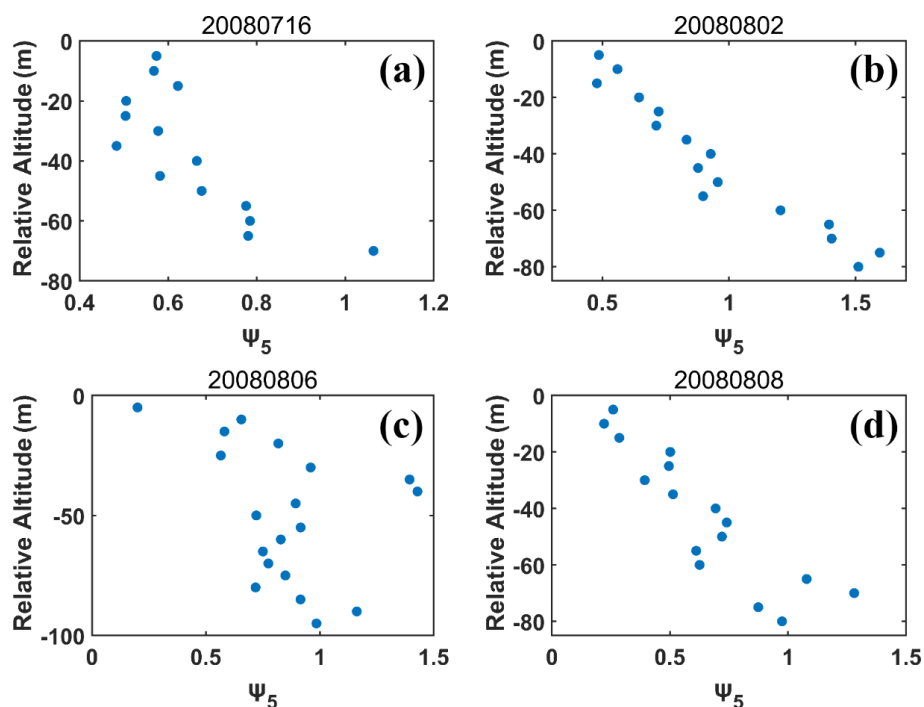 20080716
(a)
Relative Altitude (m)
0
-20
-40
-60
-80
0.4 0.6 0.8 1 1.2
Ψ5
20080802
(b)
Relative Altitude (m)
0
-20
-40
-60
-80
0.5 1 1.5
Ψ5
20080806
(c)
Relative Altitude (m)
0
-50
-100
0 0.5 1 1.5
Ψ5
20080808
(d)
Relative Altitude (m)
0
-20
-40
-60
-80
0 0.5 1 1.5
Ψ5